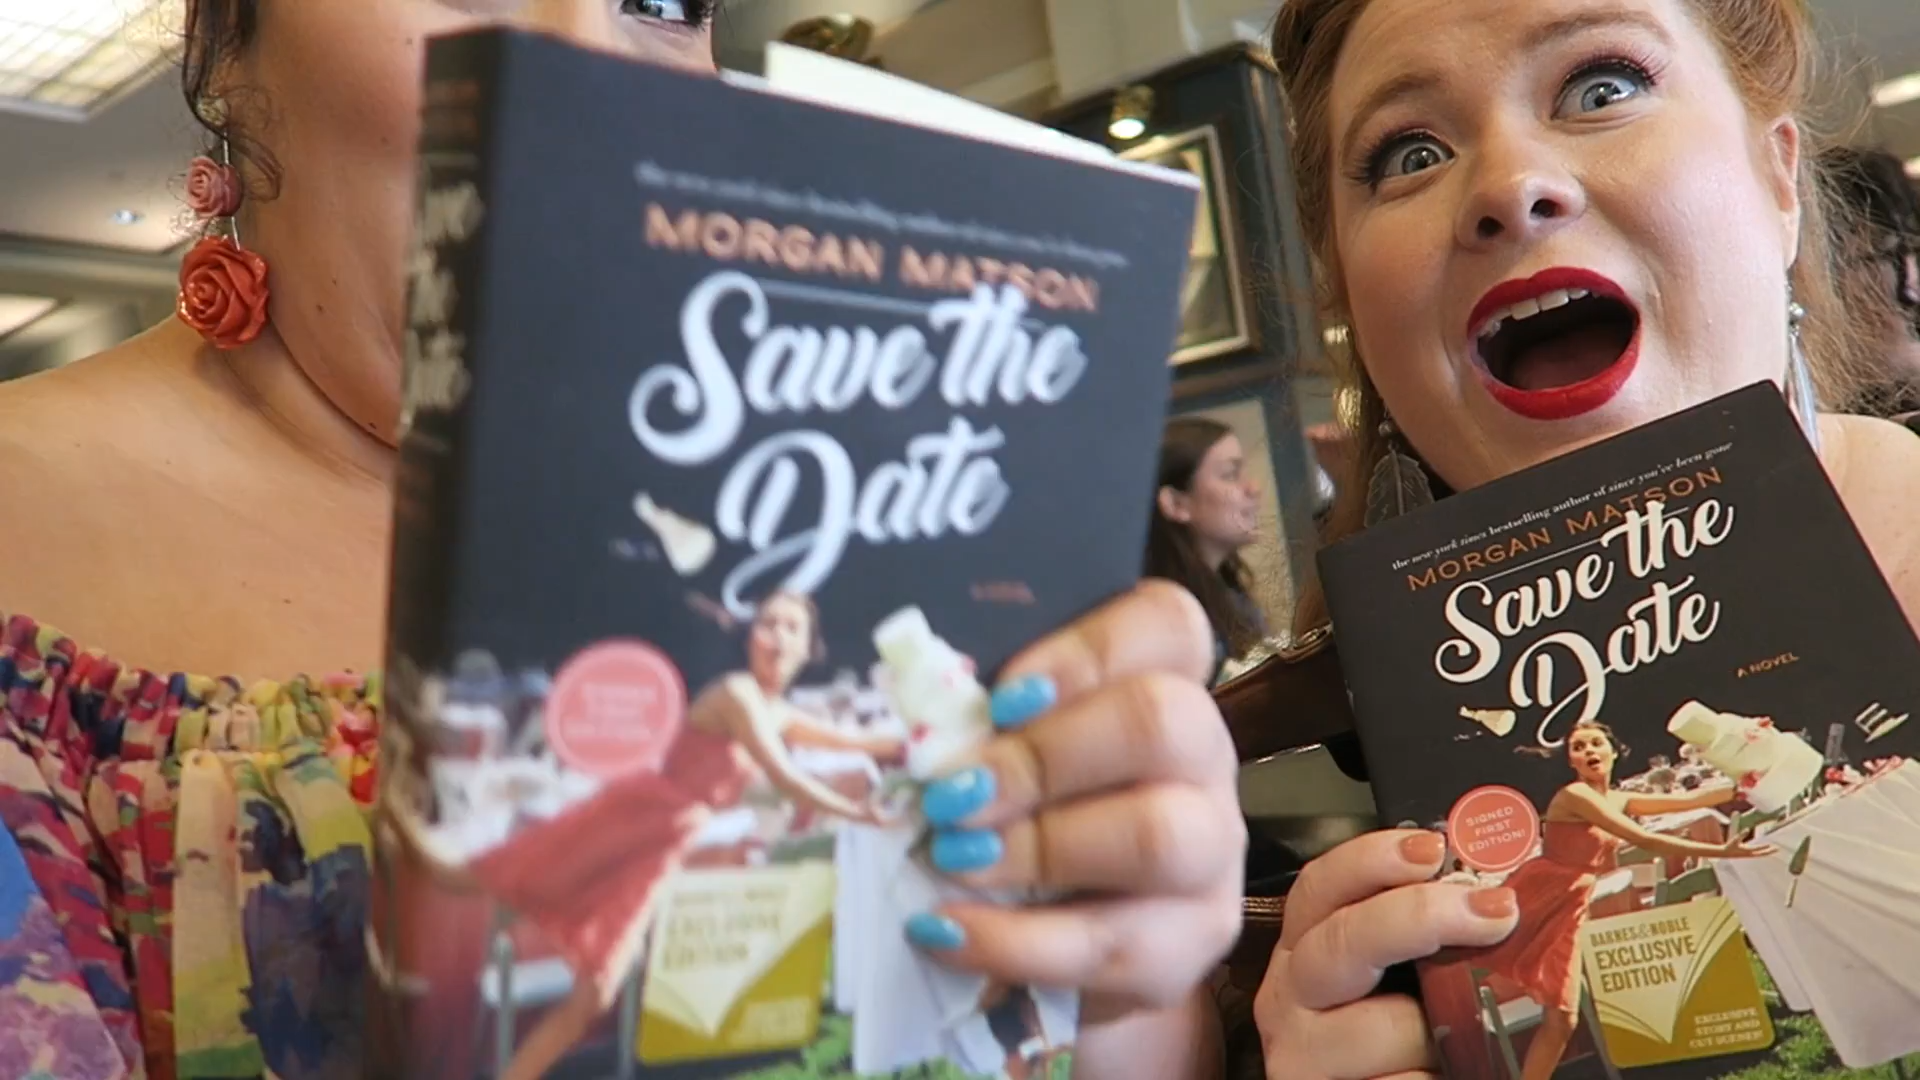 MORGAN MATSON
Save the
Date
EXCLUSIVE
EDITION
the new york times bestselling author of since you've been gone
MORGAN MATSON
Save the
Date
A NOVEL
SIGNED
FIRST
EDITION!
BARNES&NOBLE
EXCLUSIVE
EDITION
EXCLUSIVE
STORY AND
CUT SCENES!